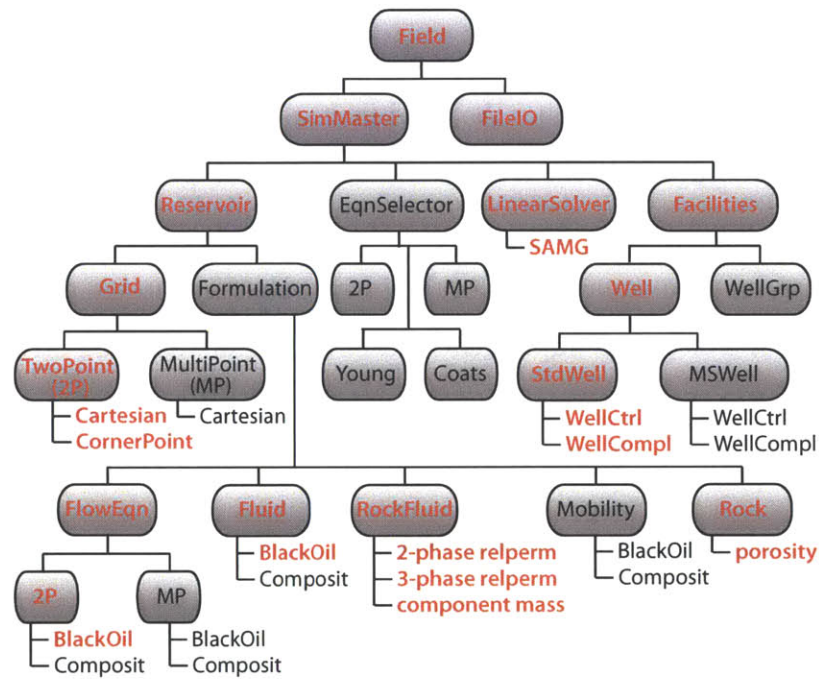 Field
SimMaster
FileIO
Reservoir
EqnSelector
LinearSolver
Facilities
SAMG
Grid
Formulation
2P
MP
Well
WellGrp
TwoPoint
(2P)
MultiPoint
(MP)
Young
Coats
StdWell
MSWell
Cartesian
CornerPoint
Cartesian
WellCtrl
WellCompl
WellCtrl
WellCompl
FlowEqn
Fluid
RockFluid
Mobility
Rock
BlackOil
Composit
2-phase relperm
3-phase relperm
component mass
BlackOil
Composit
porosity
2P
MP
BlackOil
Composit
BlackOil
Composit